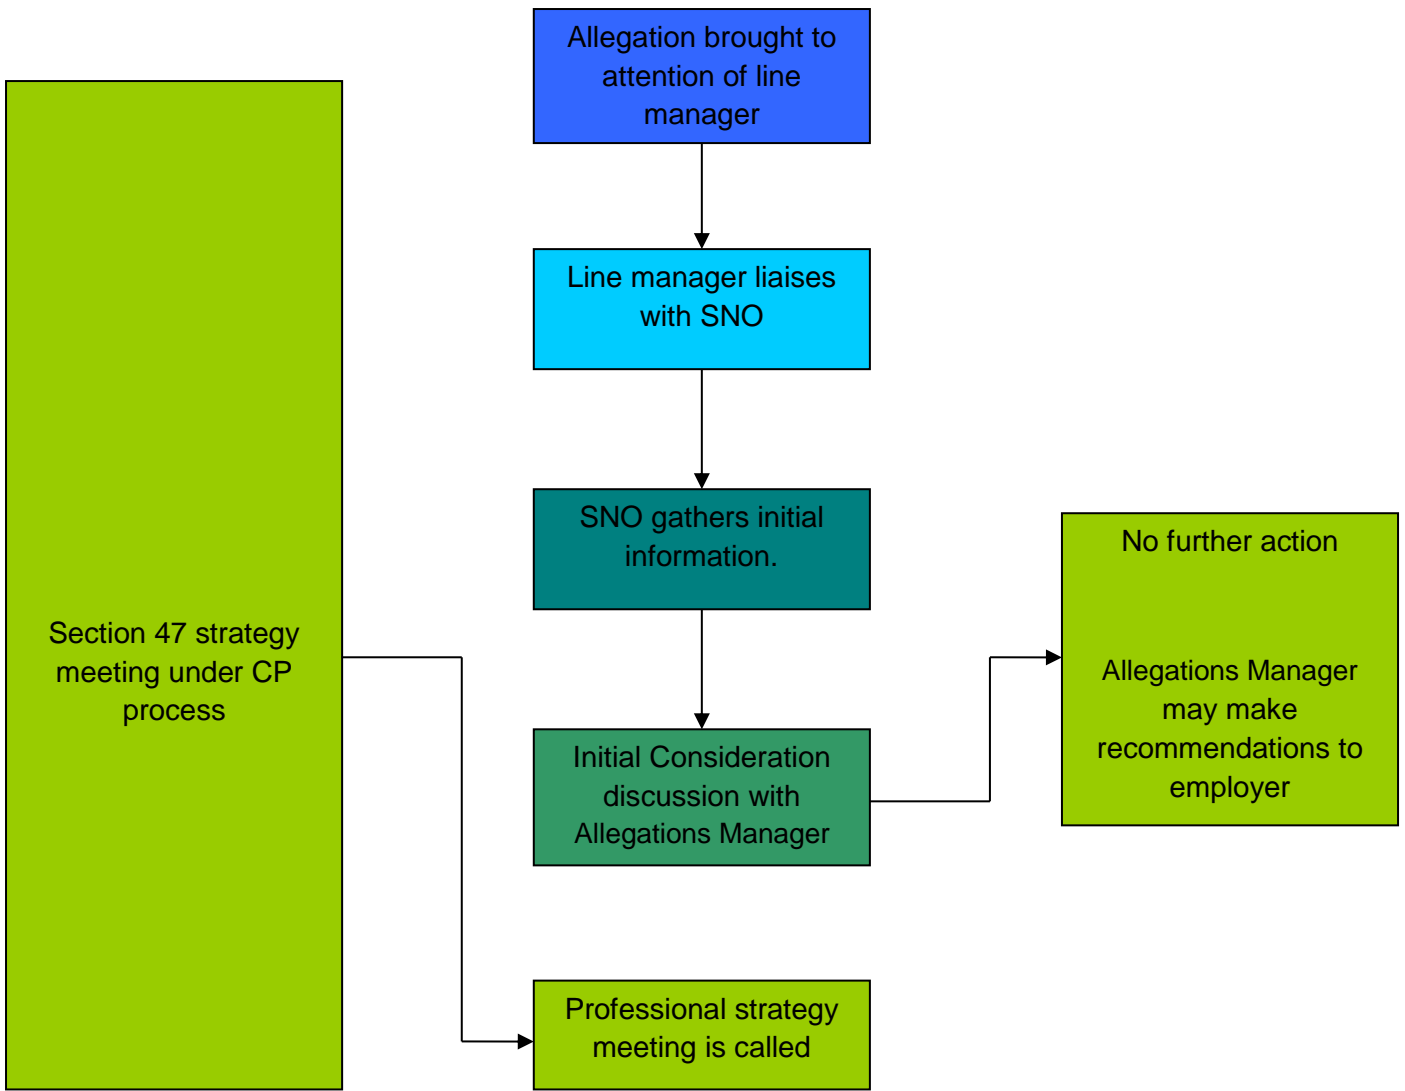 Allegation brought to
attention of line
manager
Line manager liaises
with SNO
SNO gathers initial
information.
No further action
Allegations Manager
may make
recommendations to
employer
Section 47 strategy
meeting under CP
process
Initial Consideration
discussion with
Allegations Manager
Professional strategy
meeting is called